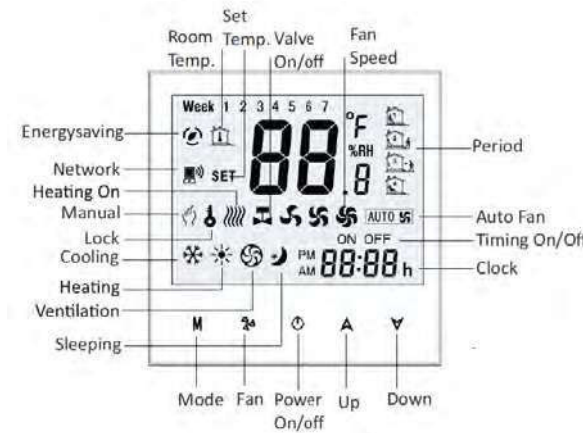 Set
Room Temp. Valve Fan
Temp. On/off Speed
Week 1 2 3 4 5 6 7
Energysaving
88
°F
%RH
.8
Period
Network
SET
Heating On
Manual
AUTO
Auto Fan
Lock
ON OFF
Timing On/Off
Cooling
PM
AM
88:88 h
Clock
Heating
Ventilation
M
Sleeping
Mode Fan Power Up Down
On/off